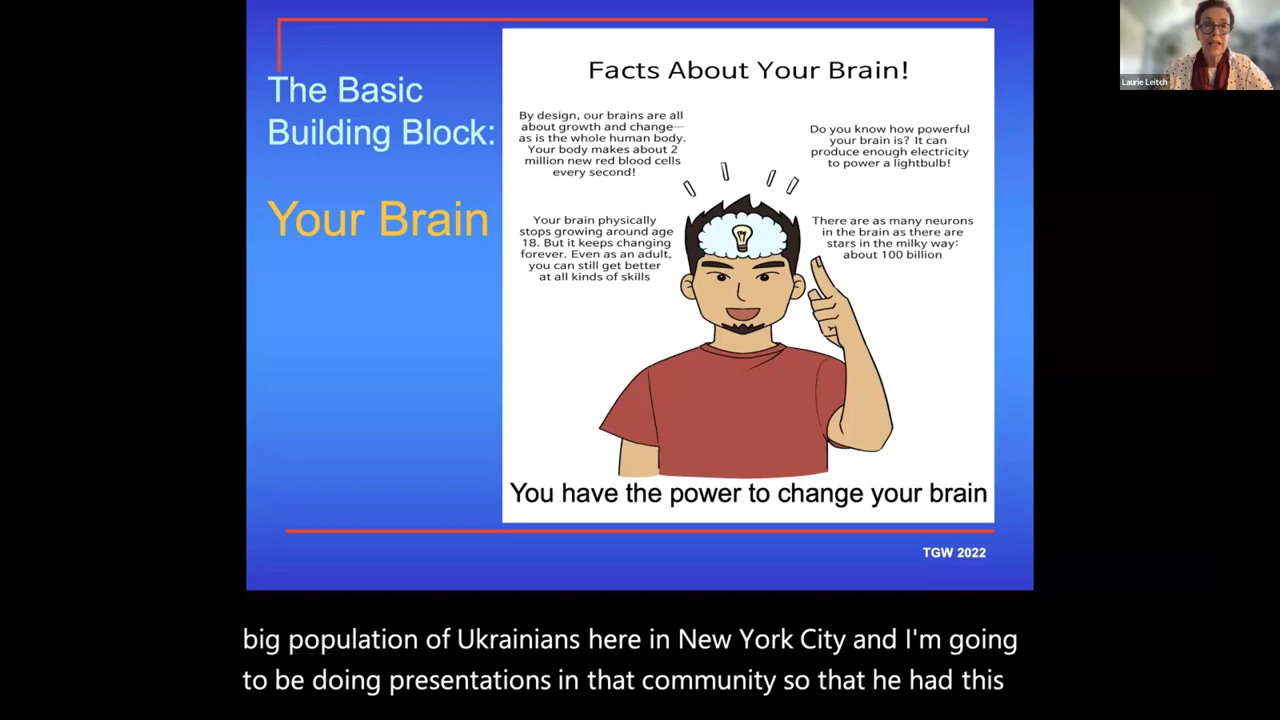 The Basic
Building Block:
Your Brain
Facts About Your Brain!
By design, our brains are all
about growth and change—
as is the whole human body.
Your body makes about 2
million new red blood cells
every second!
Do you know how powerful
your brain is? It can
produce enough electricity
to power a lightbulb!
Your brain physically
stops growing around age
18. But it keeps changing
forever. Even as an adult,
you can still get better
at all kinds of skills
There are as many neurons
in the brain as there are
stars in the milky way:
about 100 billion
You have the power to change your brain
TGW 2022
Laurie Leitch
big population of Ukrainians here in New York City and I'm going
to be doing presentations in that community so that he had this